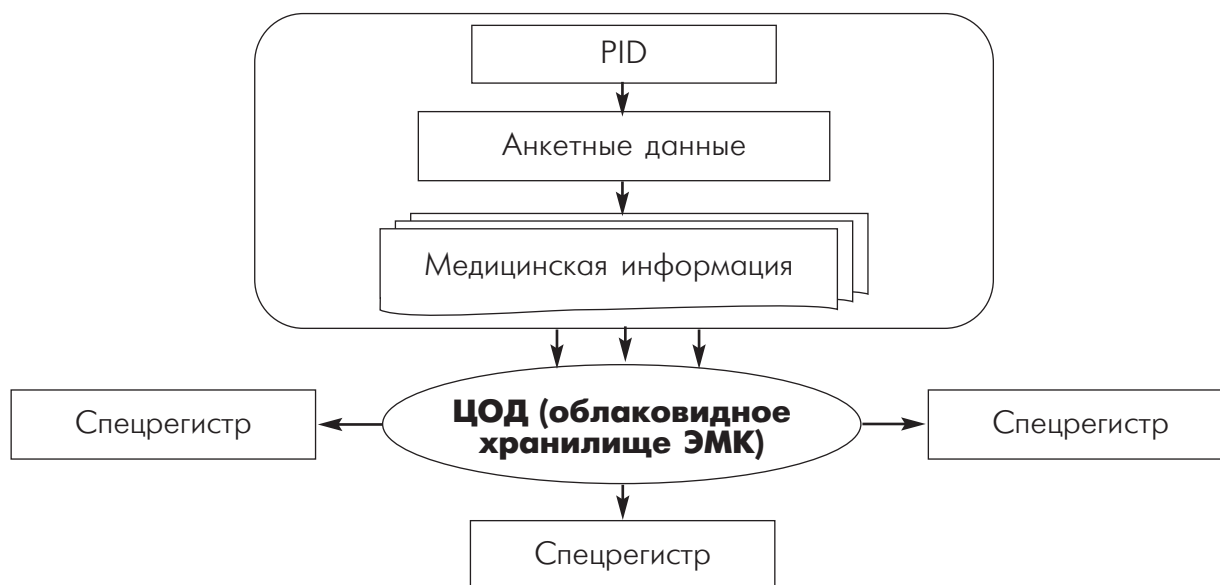 PID
Анкетные данные
Медицинская информация
ЦОД (облаковидное
хранилище ЭМК)
Спецрегистр
Спецрегистр
Спецрегистр